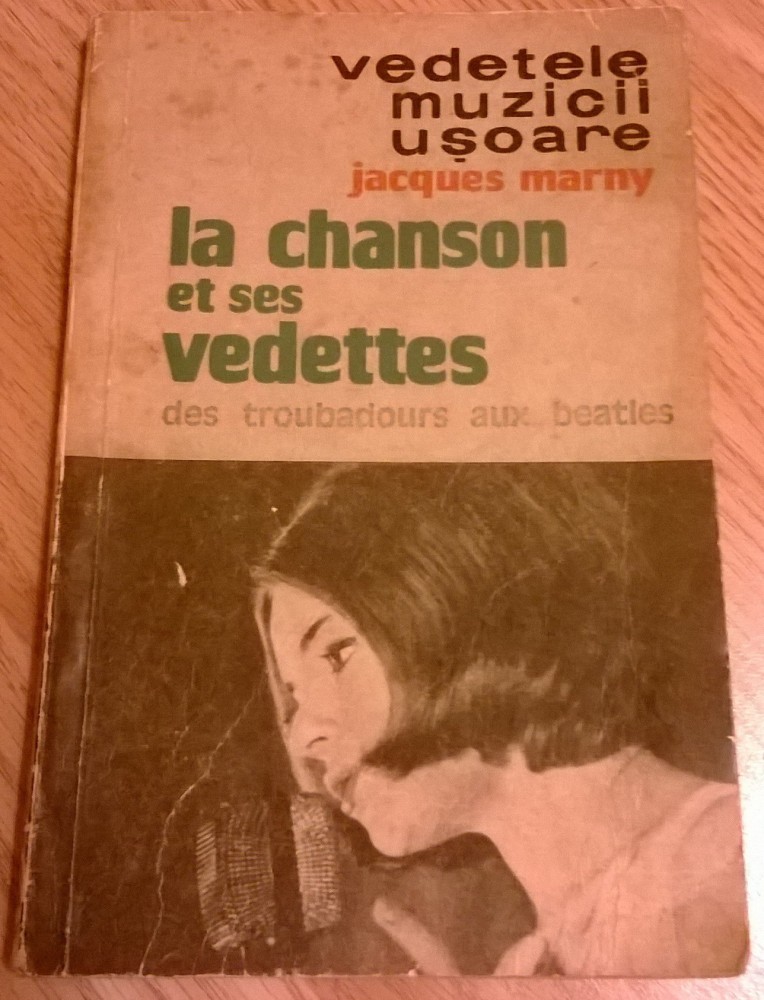 vedetele
muzicii
ușoare
jacques marny
la chanson
et ses
vedettes
des troubadours aux beatles